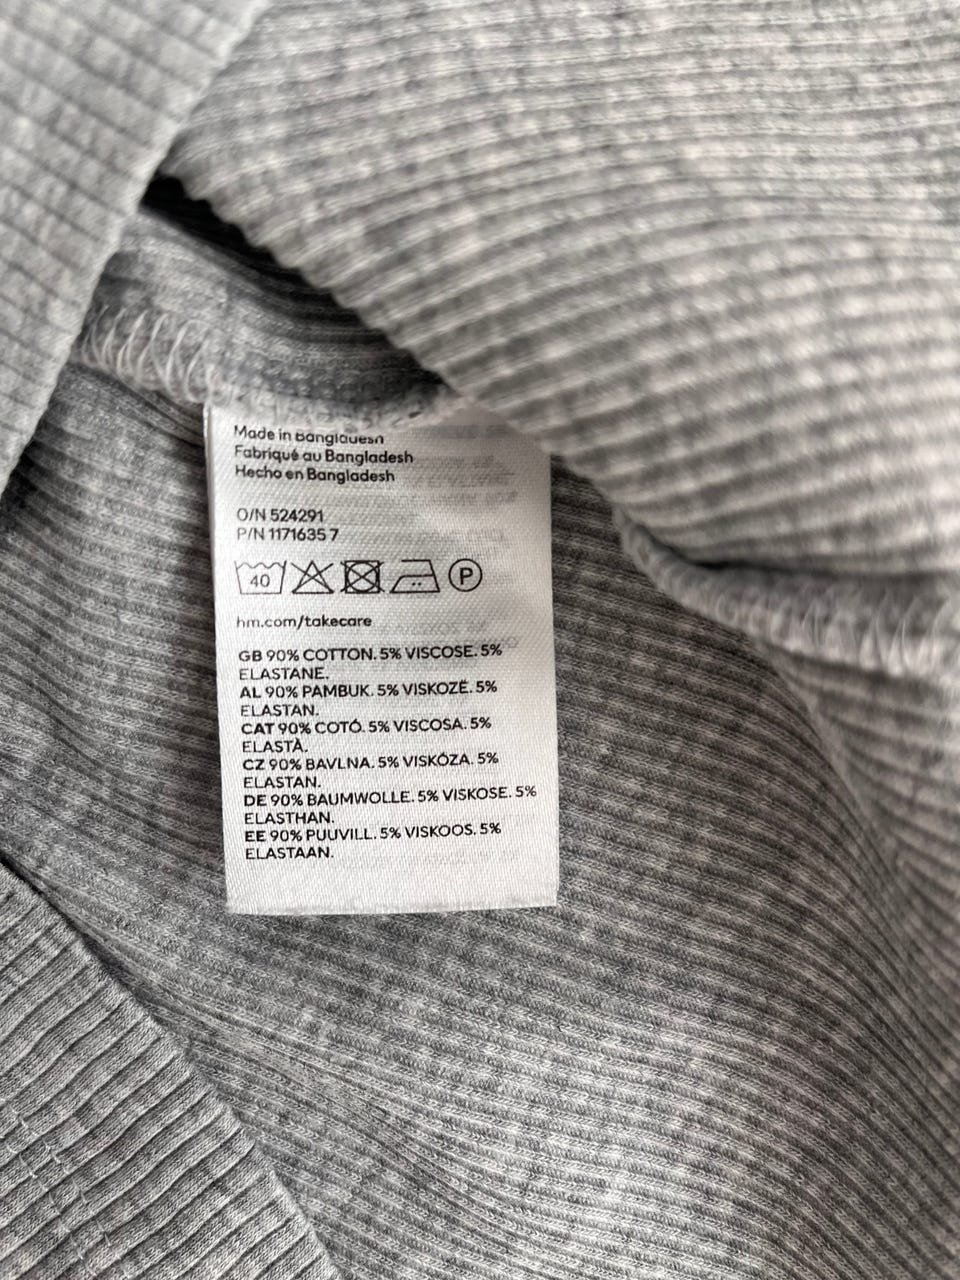 Made in Bangladesh
Fabriqué au Bangladesh
Hecho en Bangladesh
O/N 524291
P/N 1171635 7
40 P
hm.com/takecare
GB 90% COTTON. 5% VISCOSE. 5%
ELASTANE.
AL 90% PAMBUK. 5% VISKOZË. 5%
ELASTAN.
CAT 90% COTÓ. 5% VISCOSA. 5%
ELASTÀ.
CZ 90% BAVLNA. 5% VISKÓZA. 5%
ELASTAN.
DE 90% BAUMWOLLE. 5% VISKOSE. 5%
ELASTHAN.
EE 90% PUUVILL. 5% VISKOOS. 5%
ELASTAAN.